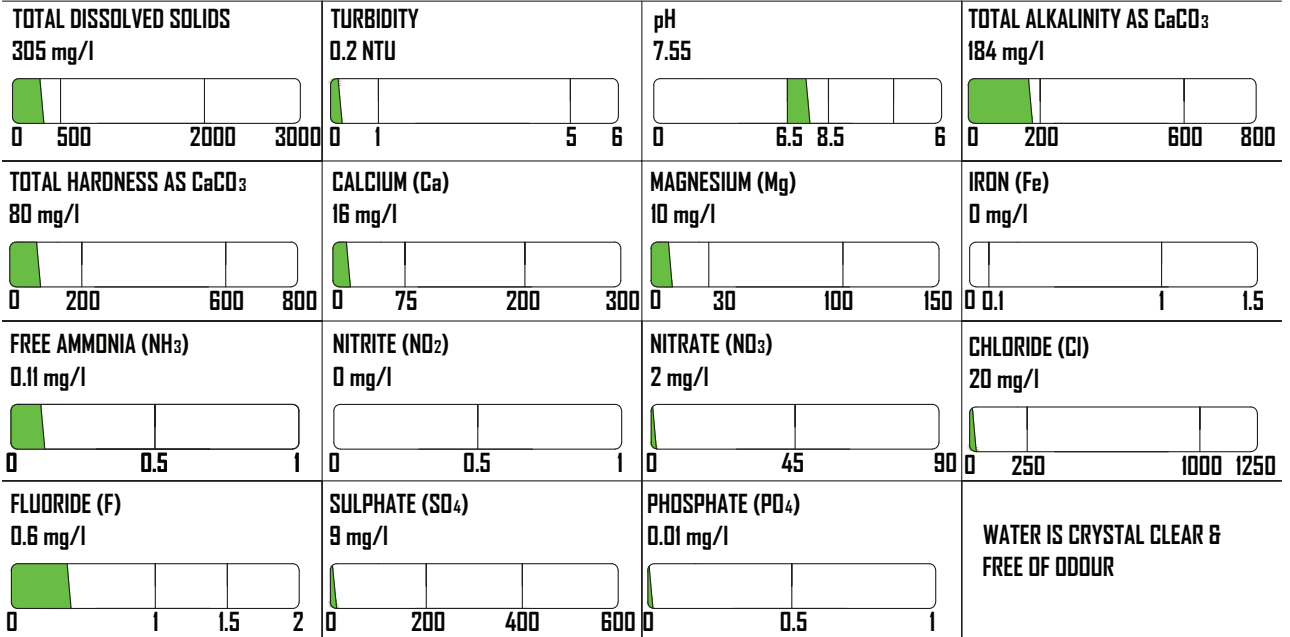 TOTAL DISSOLVED SOLIDS
305 mg/l
0 500 2000 3000
TURBIDITY
0.2 NTU
0 1 5 6
pH
7.55
0 6.5 8.5 6
TOTAL ALKALINITY AS CaCO₃
184 mg/l
0 200 600 800
TOTAL HARDNESS AS CaCO₃
80 mg/l
0 200 600 800
CALCIUM (Ca)
16 mg/l
0 75 200 300
MAGNESIUM (Mg)
10 mg/l
0 30 100 150
IRON (Fe)
0 mg/l
0 0.1 1 1.5
FREE AMMONIA (NH₃)
0.11 mg/l
0 0.5 1
NITRITE (NO₂)
0 mg/l
0 0.5 1
NITRATE (NO₃)
2 mg/l
0 45 90
CHLORIDE (Cl)
20 mg/l
0 250 1000 1250
FLUORIDE (F)
0.6 mg/l
0 1 1.5 2
SULPHATE (SO₄)
9 mg/l
0 200 400 600
PHOSPHATE (PO₄)
0.01 mg/l
0 0.5 1
WATER IS CRYSTAL CLEAR &
FREE OF ODOUR